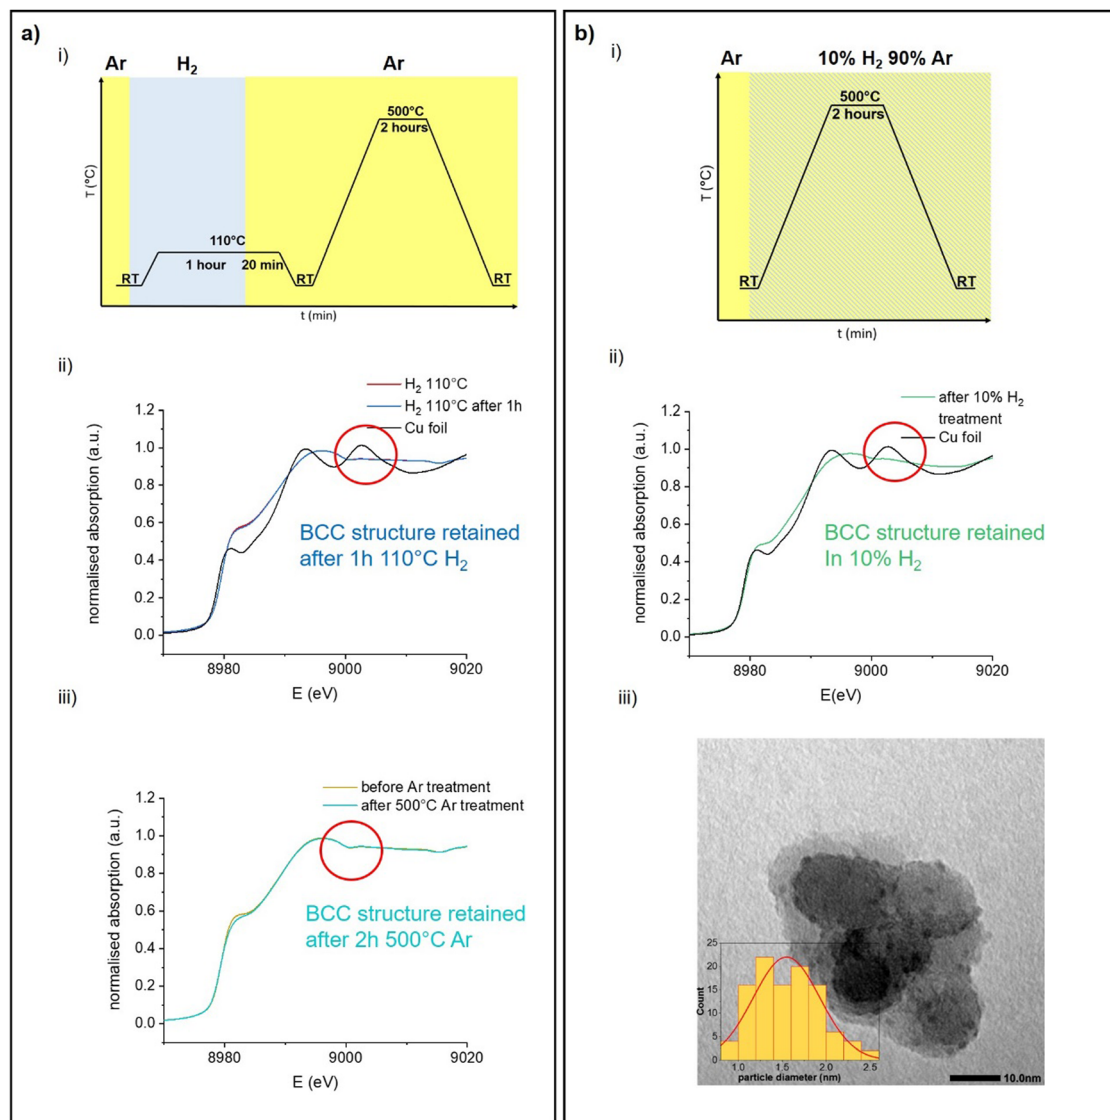 a)
i)
Ar H₂ Ar
500°C
2 hours
110°C
1 hour 20 min
RT RT RT
T (°C)
t (min)
ii)
H₂ 110°C
H₂ 110°C after 1h
Cu foil
1.2
1.0
0.8
0.6
0.4
0.2
0.0
normalised absorption (a.u.)
BCC structure retained
after 1h 110°C H₂
8980 9000 9020
E (eV)
iii)
before Ar treatment
after 500°C Ar treatment
1.2
1.0
0.8
0.6
0.4
0.2
0.0
normalised absorption (a.u.)
BCC structure retained
after 2h 500°C Ar
8980 9000 9020
E (eV)
b)
i)
Ar 10% H₂ 90% Ar
500°C
2 hours
RT RT
T (°C)
t (min)
ii)
after 10% H₂
treatment
Cu foil
1.2
1.0
0.8
0.6
0.4
0.2
0.0
normalised absorption (a.u.)
BCC structure retained
In 10% H₂
8980 9000 9020
E(eV)
iii)
25
20
15
10
5
0
Count
1.0 1.5 2.0 2.5
particle diameter (nm)
10.0nm